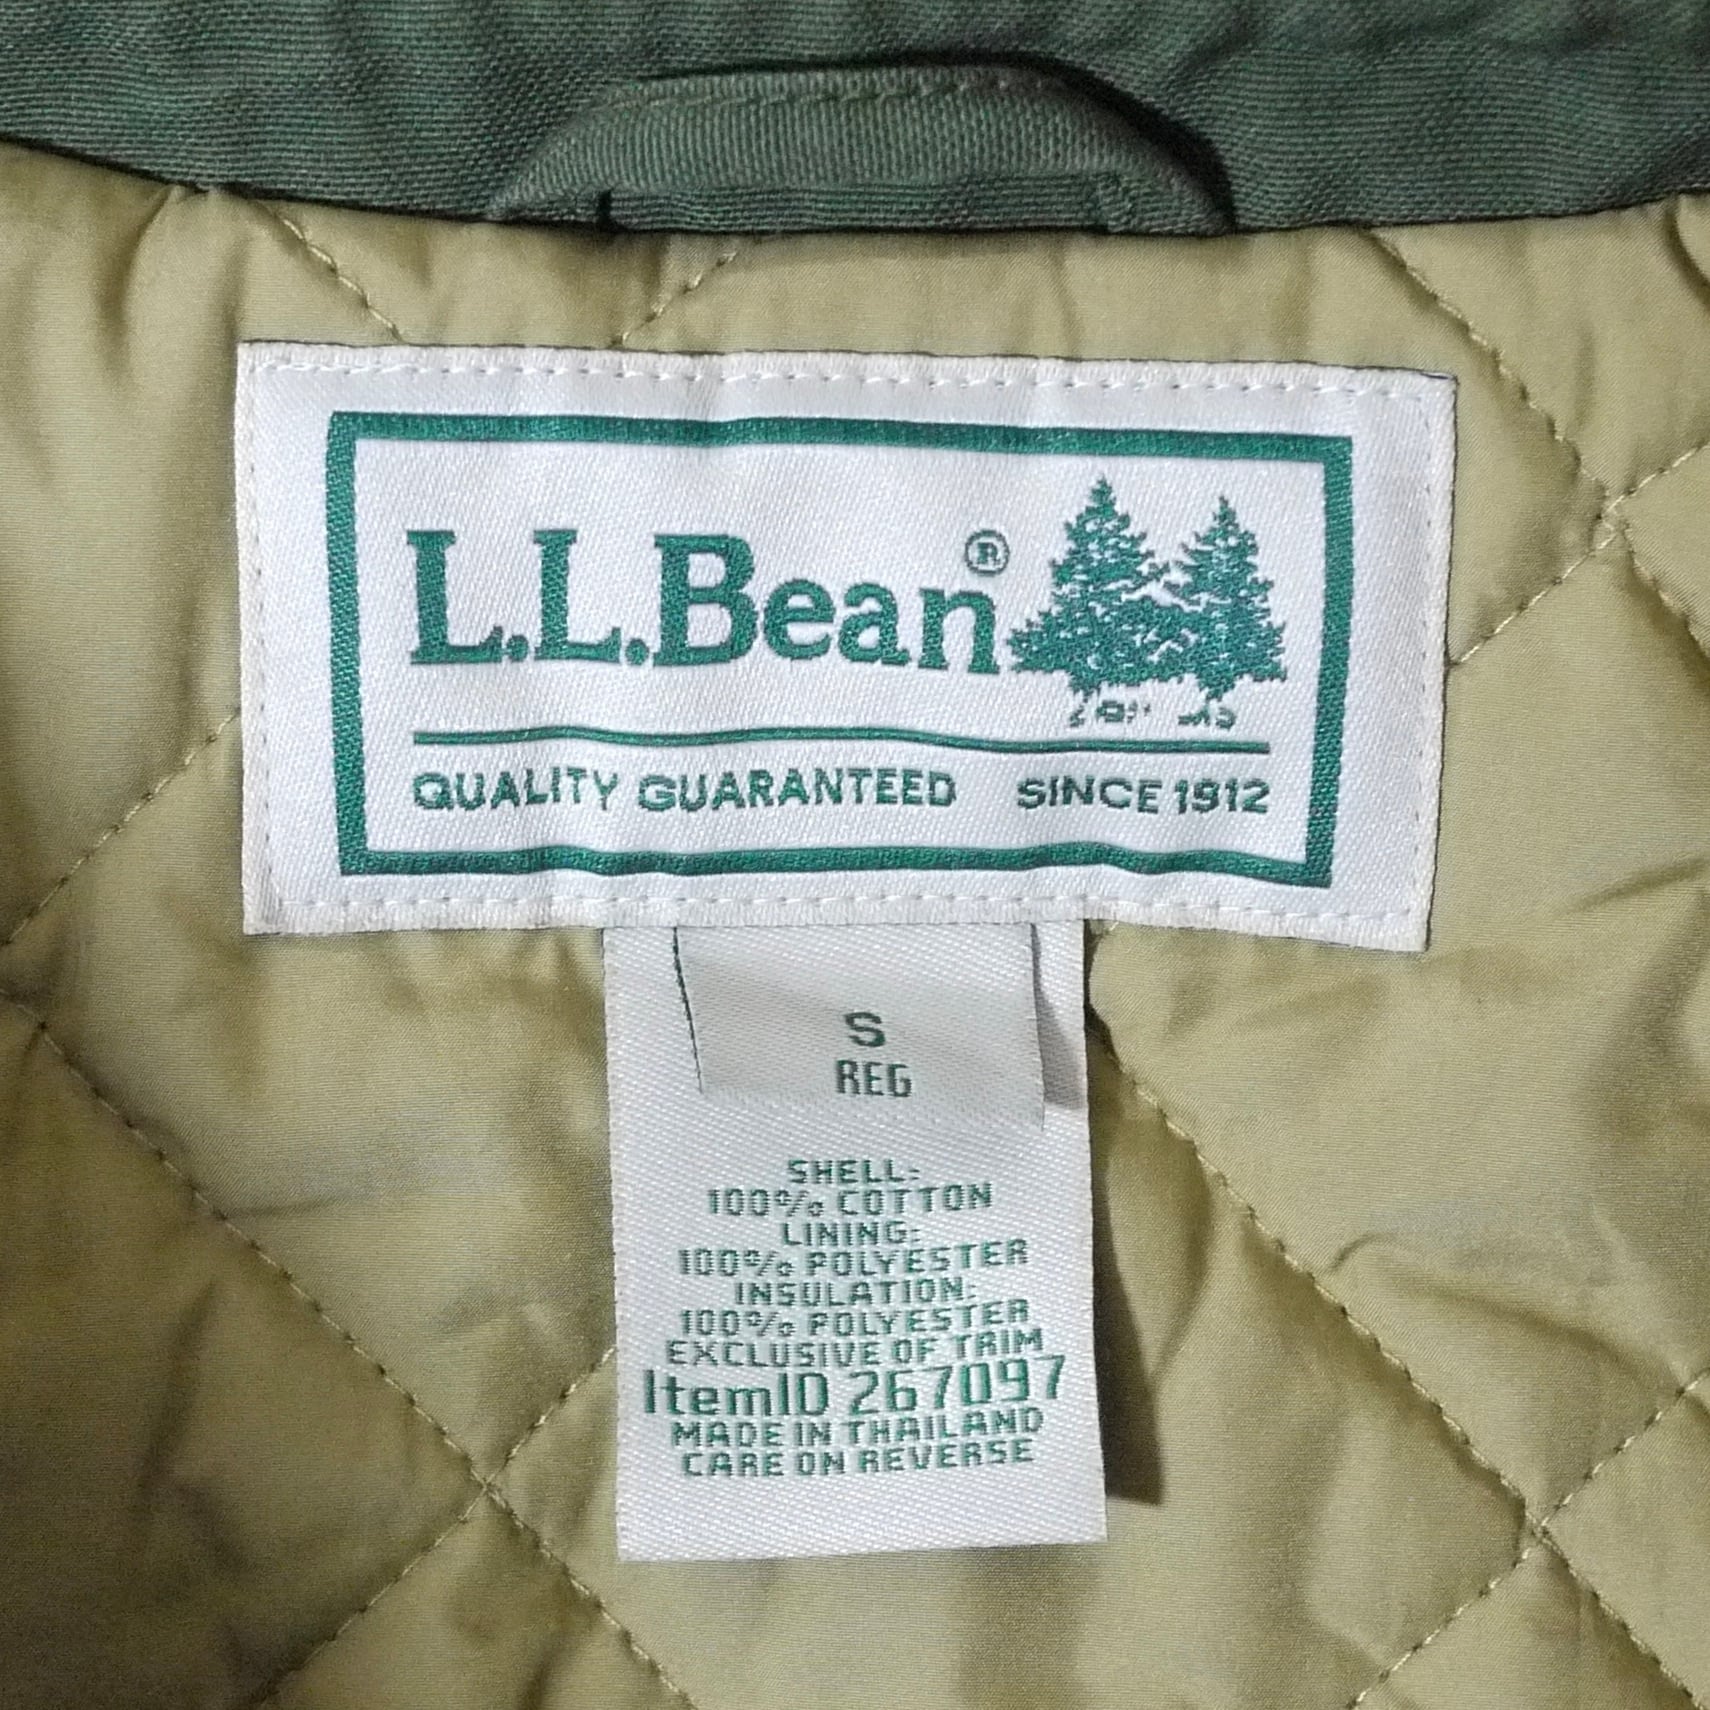 L.L.Bean®
QUALITY GUARANTEED SINCE 1912
S
REG
SHELL:
100% COTTON
LINING:
100% POLYESTER
INSULATION:
100% POLYESTER
EXCLUSIVE OF TRIM
ItemID 267097
MADE IN THAILAND
CARE ON REVERSE